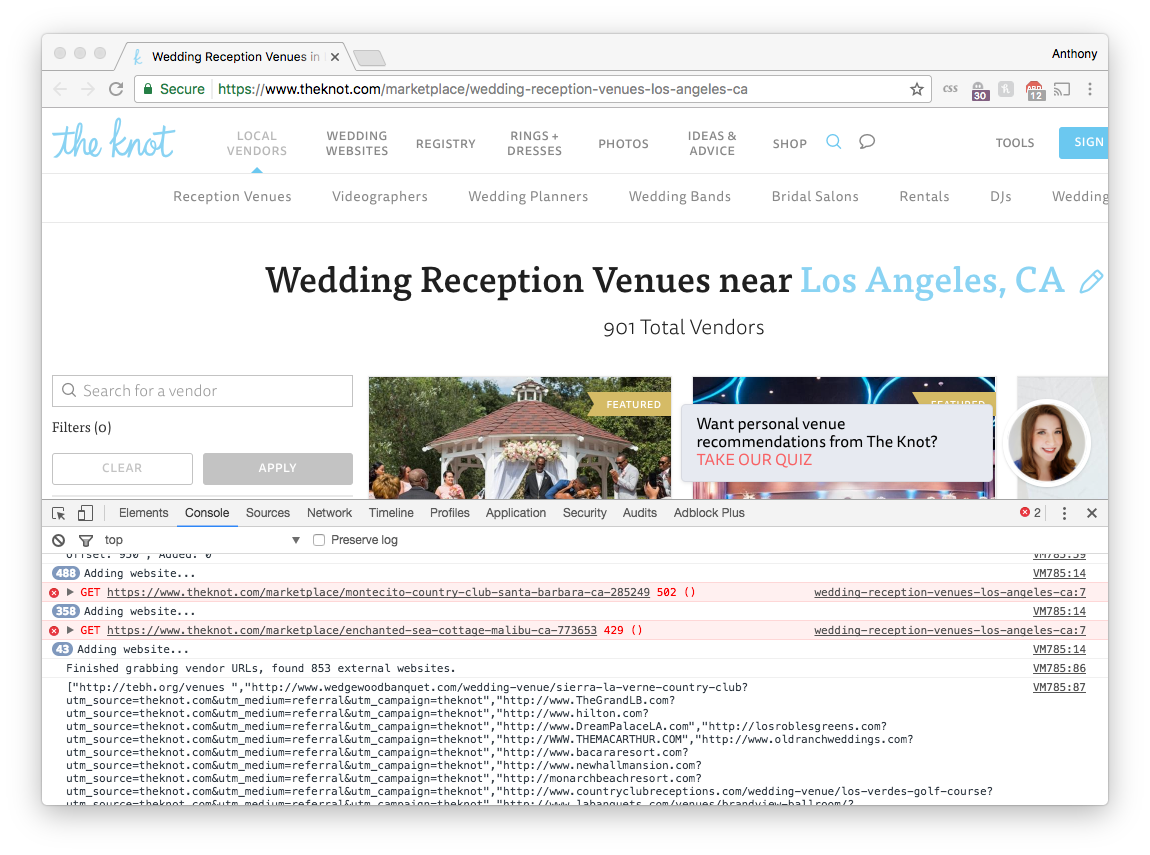 Wedding Reception Venues in
Anthony
Secure https://www.theknot.com/marketplace/wedding-reception-venues-los-angeles-ca
css
30
12
the knot
LOCAL VENDORS
WEDDING WEBSITES
REGISTRY
RINGS + DRESSES
PHOTOS
IDEAS & ADVICE
SHOP
TOOLS
SIGN
Reception Venues Videographers Wedding Planners Wedding Bands Bridal Salons Rentals DJs Wedding
Wedding Reception Venues near Los Angeles, CA
901 Total Vendors
Search for a vendor
Filters (0)
CLEAR APPLY
FEATURED
FEATURED
Want personal venue
recommendations from The Knot?
TAKE OUR QUIZ
Elements Console Sources Network Timeline Profiles Application Security Audits Adblock Plus 2
top Preserve log
Offset: 930 , Added: 0 VM785:59
488 Adding website... VM785:14
GET https://www.theknot.com/marketplace/montecito-country-club-santa-barbara-ca-285249 502 () wedding-reception-venues-los-angeles-ca:7
358 Adding website... VM785:14
GET https://www.theknot.com/marketplace/enchanted-sea-cottage-malibu-ca-773653 429 () wedding-reception-venues-los-angeles-ca:7
43 Adding website... VM785:14
Finished grabbing vendor URLs, found 853 external websites. VM785:86
["http://tebh.org/venues ","http://www.wedgewoodbanquet.com/wedding-venue/sierra-la-verne-country-club? VM785:87
utm_source=theknot.com&utm_medium=referral&utm_campaign=theknot","http://www.TheGrandLB.com?
utm_source=theknot.com&utm_medium=referral&utm_campaign=theknot","http://www.hilton.com?
utm_source=theknot.com&utm_medium=referral&utm_campaign=theknot","http://www.DreamPalaceLA.com","http://losroblesgreens.com?
utm_source=theknot.com&utm_medium=referral&utm_campaign=theknot","http://WWW.THEMACARTHUR.COM","http://www.oldranchweddings.com?
utm_source=theknot.com&utm_medium=referral&utm_campaign=theknot","http://www.bacararesort.com?
utm_source=theknot.com&utm_medium=referral&utm_campaign=theknot","http://www.newhallmansion.com?
utm_source=theknot.com&utm_medium=referral&utm_campaign=theknot","http://monarchbeachresort.com?
utm_source=theknot.com&utm_medium=referral&utm_campaign=theknot","http://www.countryclubreceptions.com/wedding-venue/los-verdes-golf-course?
utm_source=theknot.com&utm_medium=referral&utm_campaign=theknot","http://www.labanquets.com/venues/brandview-ballroom/?